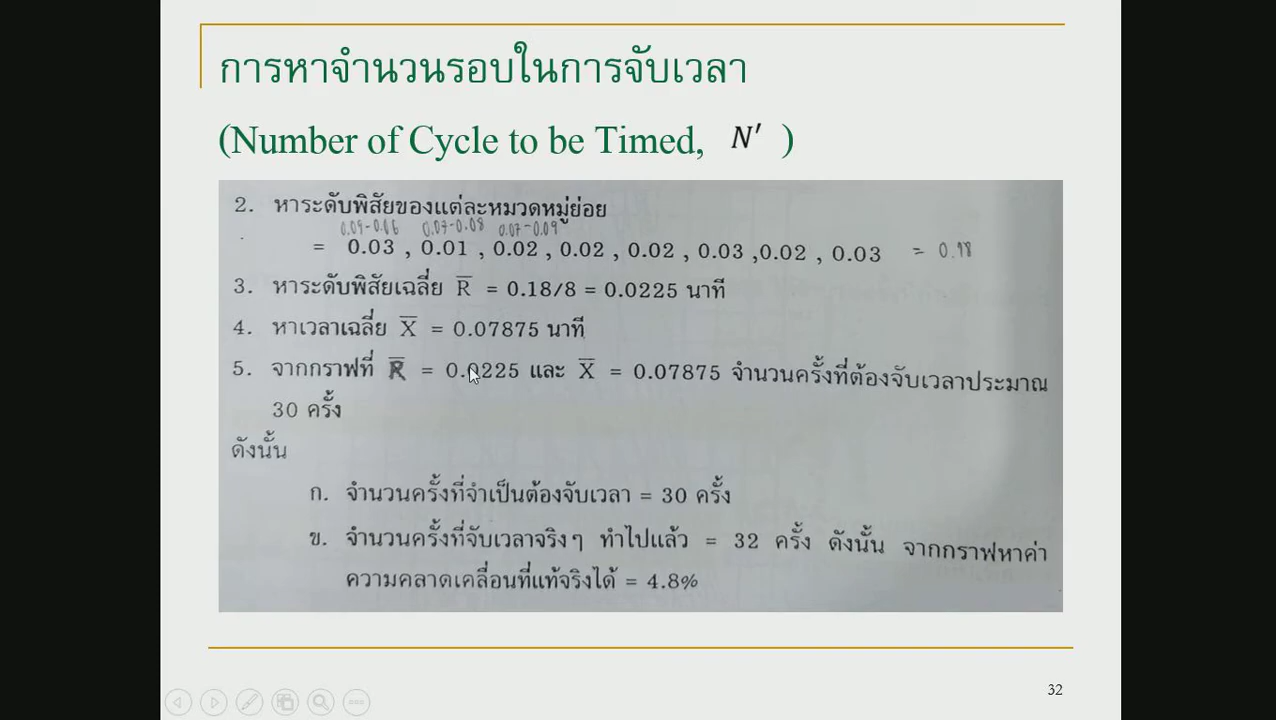 การหาจำนวนรอบในการจับเวลา
(Number of Cycle to be Timed, N′ )
2. หาระดับพิสัยของแต่ละหมวดหมู่ย่อย
0.09-0.06 0.07-0.08 0.07-0.09
= 0.03 , 0.01 , 0.02 , 0.02 , 0.02 , 0.03 ,0.02 , 0.03 = 0.18
3. หาระดับพิสัยเฉลี่ย R̅ = 0.18/8 = 0.0225 นาที
4. หาเวลาเฉลี่ย X̅ = 0.07875 นาที
5. จากกราฟที่ R̅ = 0.0225 และ X̅ = 0.07875 จำนวนครั้งที่ต้องจับเวลาประมาณ
30 ครั้ง
ดังนั้น
ก. จำนวนครั้งที่จำเป็นต้องจับเวลา = 30 ครั้ง
ข. จำนวนครั้งที่จับเวลาจริงๆ ทำไปแล้ว = 32 ครั้ง ดังนั้น จากกราฟหาค่า
ความคลาดเคลื่อนที่แท้จริงได้ = 4.8%
32